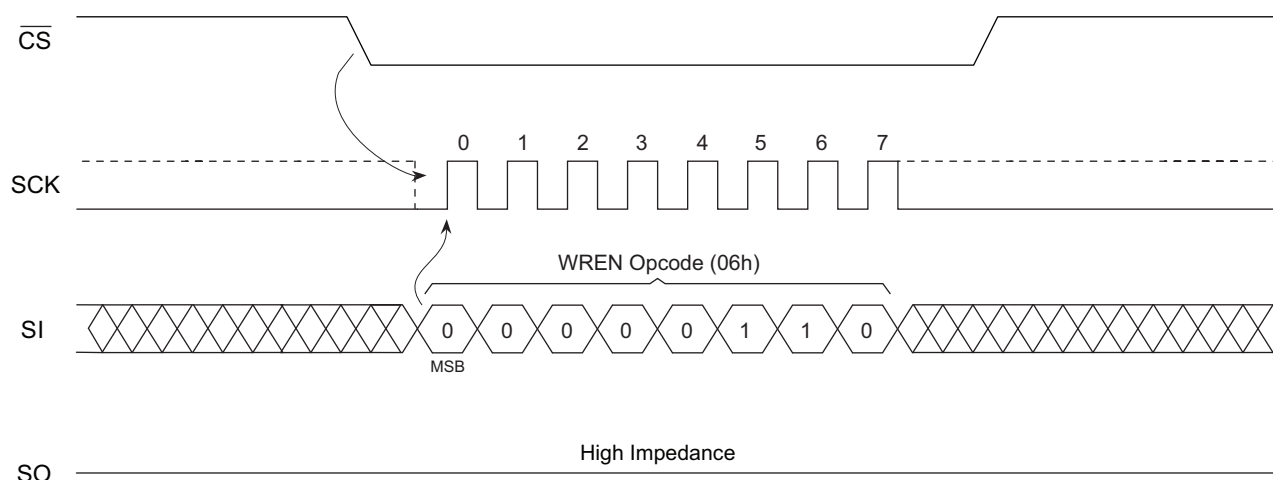 CS
0 1 2 3 4 5 6 7
SCK
WREN Opcode (06h)
SI 0 0 0 0 0 1 1 0
MSB
High Impedance
SO